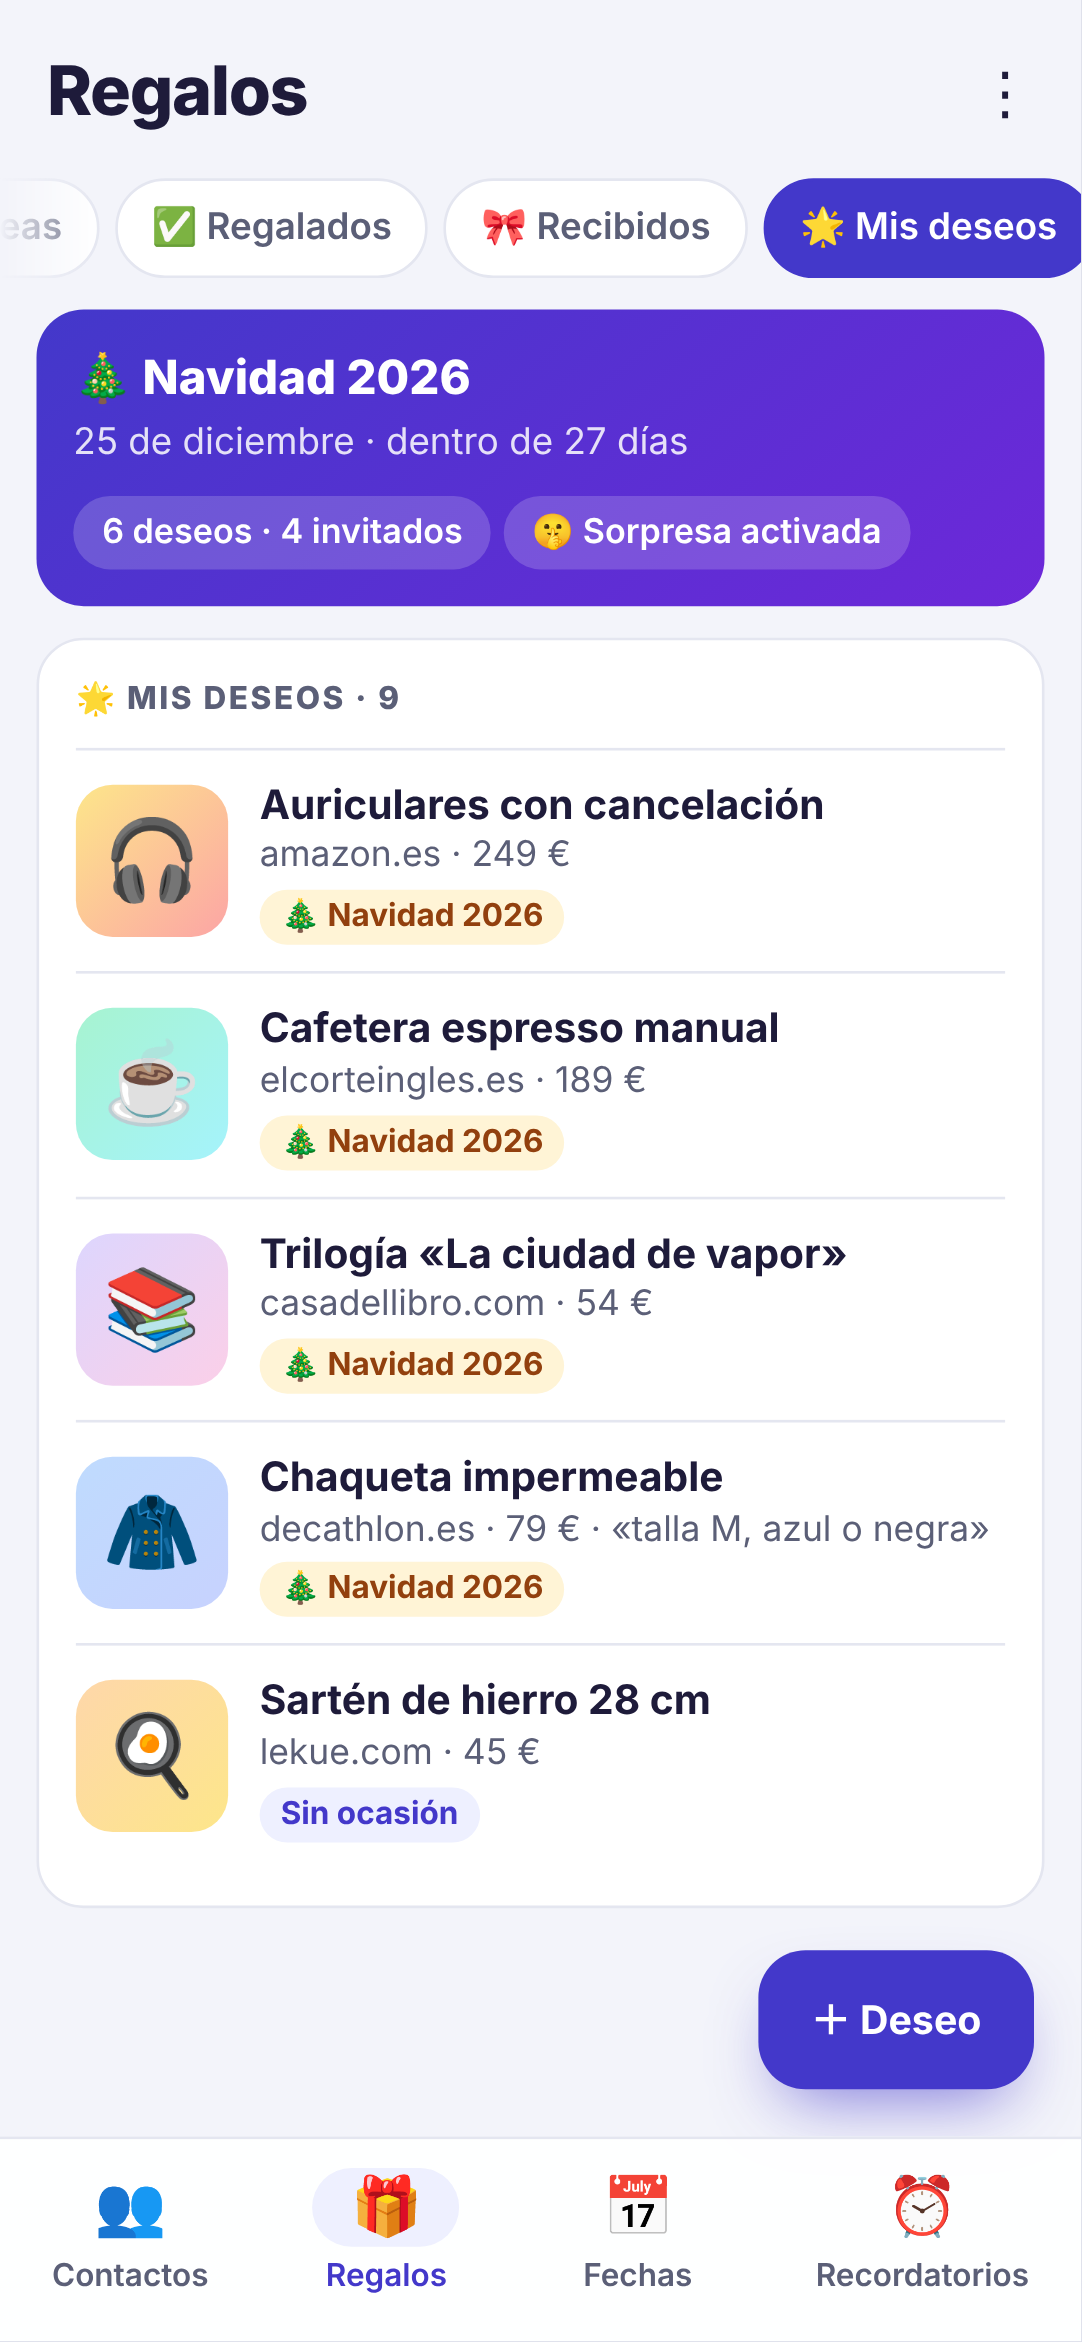 Regalos
eas
Regalados
Recibidos
Mis deseos
Navidad 2026
25 de diciembre · dentro de 27 días
6 deseos · 4 invitados
Sorpresa activada
MIS DESEOS · 9
Auriculares con cancelación
amazon.es · 249 €
Navidad 2026
Cafetera espresso manual
elcorteingles.es · 189 €
Navidad 2026
Trilogía «La ciudad de vapor»
casadellibro.com · 54 €
Navidad 2026
Chaqueta impermeable
decathlon.es · 79 € · «talla M, azul o negra»
Navidad 2026
Sartén de hierro 28 cm
lekue.com · 45 €
Sin ocasión
+ Deseo
July
17
Contactos
Regalos
Fechas
Recordatorios